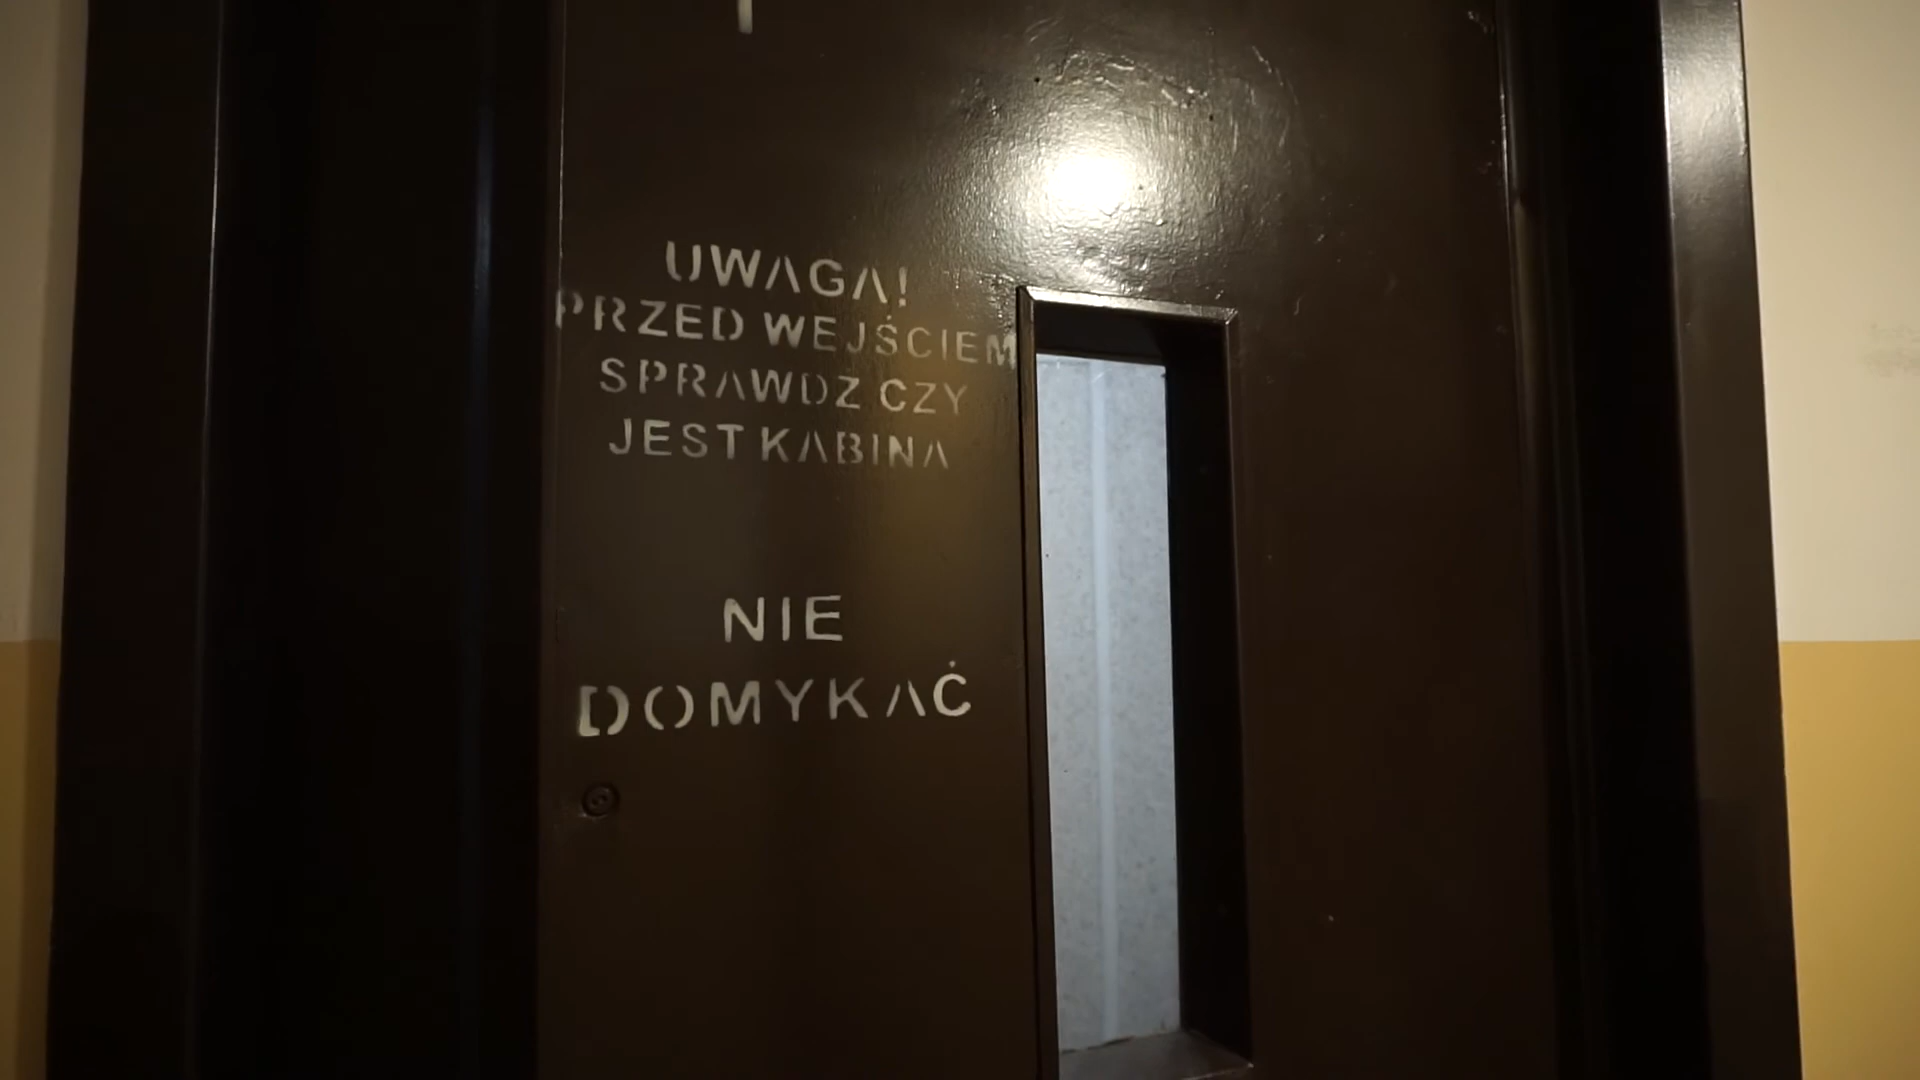 UWAGA!
PRZED WEJŚCIEM
SPRAWDZ CZY
JEST KABINA
NIE
DOMYKAĆ